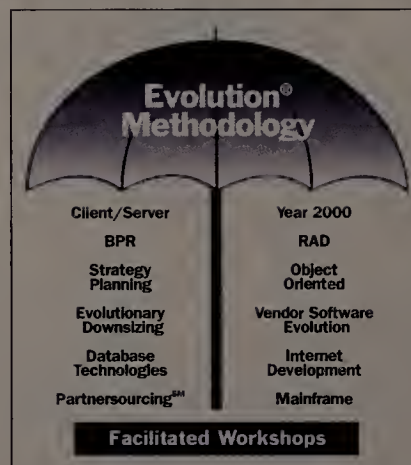 Evolution®
Methodology
Client/Server
BPR
Strategy
Planning
Evolutionary
Downsizing
Database
Technologies
Partnersourcing℠
Year 2000
RAD
Object
Oriented
Vendor Software
Evolution
Internet
Development
Mainframe
Facilitated Workshops